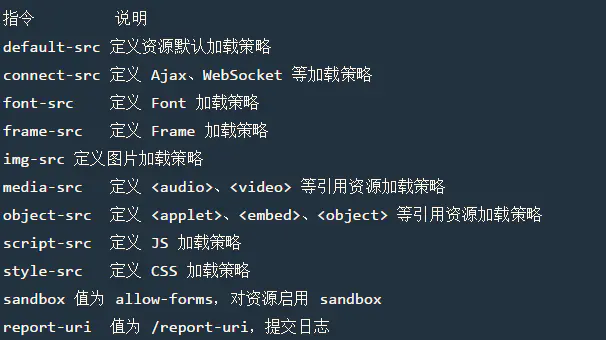 指令 说明
default-src 定义资源默认加载策略
connect-src 定义 Ajax、WebSocket 等加载策略
font-src 定义 Font 加载策略
frame-src 定义 Frame 加载策略
img-src 定义图片加载策略
media-src 定义 <audio>、<video> 等引用资源加载策略
object-src 定义 <applet>、<embed>、<object> 等引用资源加载策略
script-src 定义 JS 加载策略
style-src 定义 CSS 加载策略
sandbox 值为 allow-forms，对资源启用 sandbox
report-uri 值为 /report-uri，提交日志